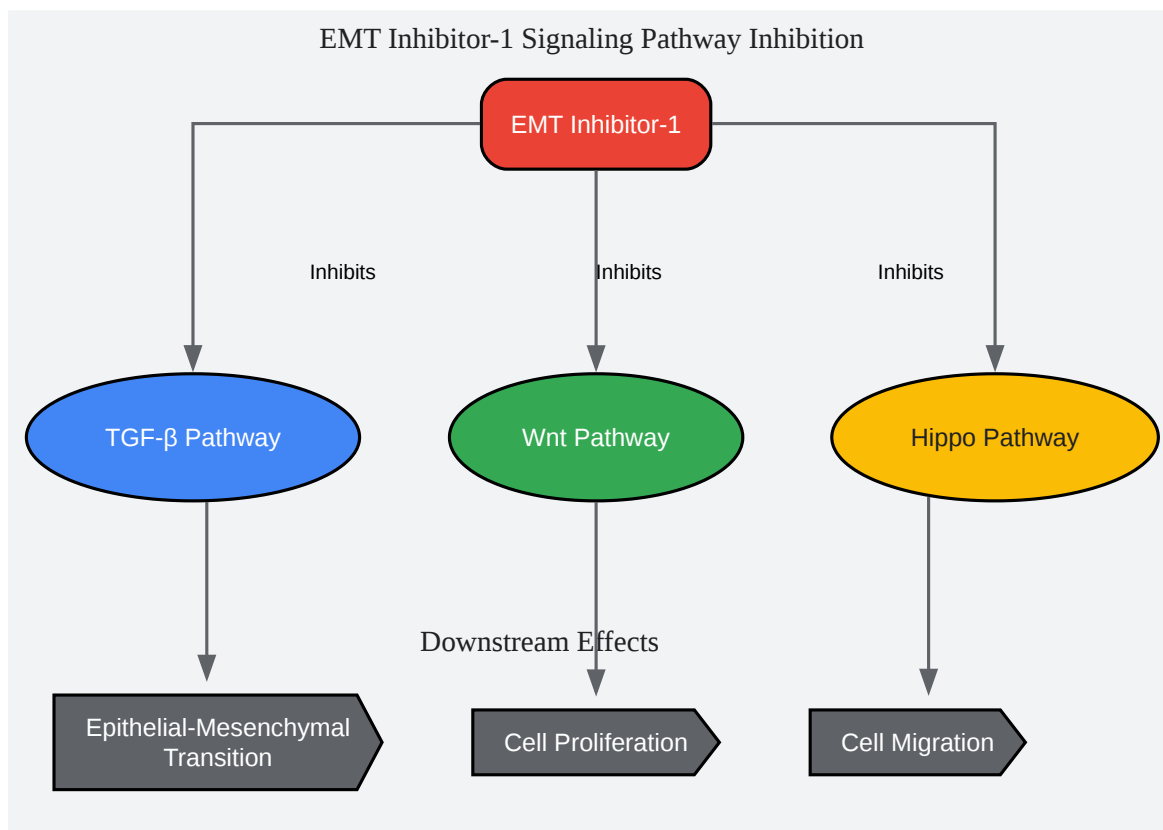 EMT Inhibitor-1 Signaling Pathway Inhibition
EMT Inhibitor-1
Inhibits
Inhibits
Inhibits
TGF-β Pathway
Wnt Pathway
Hippo Pathway
Downstream Effects
Epithelial-Mesenchymal
Transition
Cell Proliferation
Cell Migration